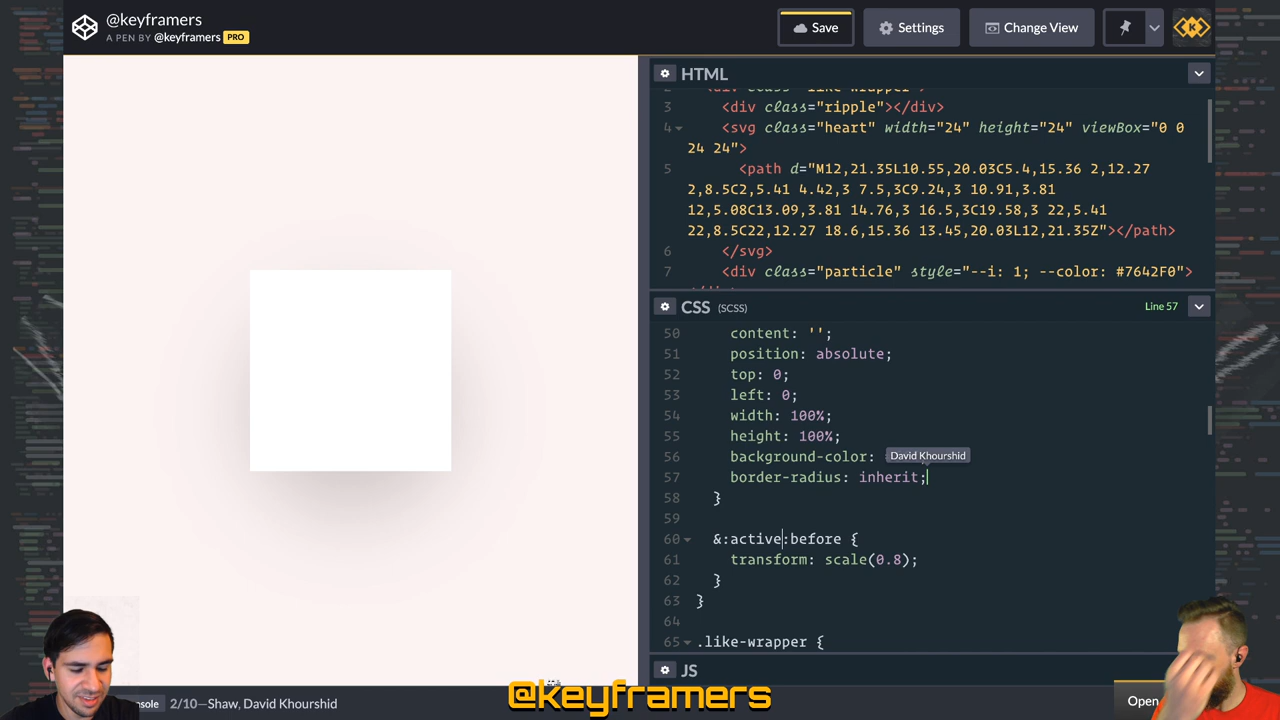 @keyframers
A PEN BY @keyframers PRO
Save
Settings
Change View
HTML
2 <div class="like-wrapper">
3 <div class="ripple"></div>
4 <svg class="heart" width="24" height="24" viewBox="0 0
24 24">
5 <path d="M12,21.35L10.55,20.03C5.4,15.36 2,12.27
2,8.5C2,5.41 4.42,3 7.5,3C9.24,3 10.91,3.81
12,5.08C13.09,3.81 14.76,3 16.5,3C19.58,3 22,5.41
22,8.5C22,12.27 18.6,15.36 13.45,20.03L12,21.35Z"></path>
6 </svg>
7 <div class="particle" style="--i: 1; --color: #7642F0">
CSS (SCSS)
Line 57
50 content: '';
51 position: absolute;
52 top: 0;
53 left: 0;
54 width: 100%;
55 height: 100%;
56 background-color:
David Khourshid
57 border-radius: inherit;
58 }
59
60 &:active:before {
61 transform: scale(0.8);
62 }
63 }
64
65 .like-wrapper {
JS
nsole
2/10—Shaw, David Khourshid
@keyframers
Open